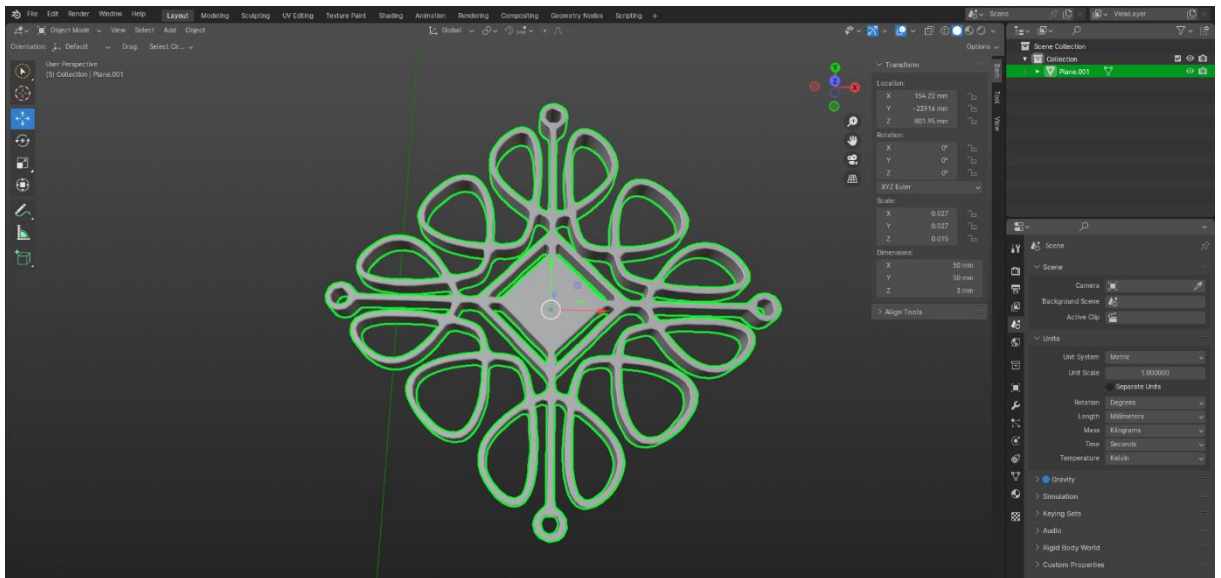 File Edit Render Window Help Layout Modeling Sculpting UV Editing Texture Paint Shading Animation Rendering Compositing Geometry Nodes Scripting + Scene ViewLayer
Object Mode View Select Add Object Global
Orientation: Default Drag: Select Cir... Options
User Perspective
(5) Collection | Plane.001
Y
Z
X
Transform
Location:
X 154.22 mm
Y -23916 mm
Z 801.95 mm
Rotation:
X 0°
Y 0°
Z 0°
XYZ Euler
Scale:
X 0.027
Y 0.027
Z 0.015
Dimensions:
X 50 mm
Y 50 mm
Z 3 mm
Align Tools
Item
Tool
View
Scene Collection
Collection
Plane.001
Scene
Scene
Camera
Background Scene
Active Clip
Units
Unit System Metric
Unit Scale 1.000000
Separate Units
Rotation Degrees
Length Millimeters
Mass Kilograms
Time Seconds
Temperature Kelvin
Gravity
Simulation
Keying Sets
Audio
Rigid Body World
Custom Properties